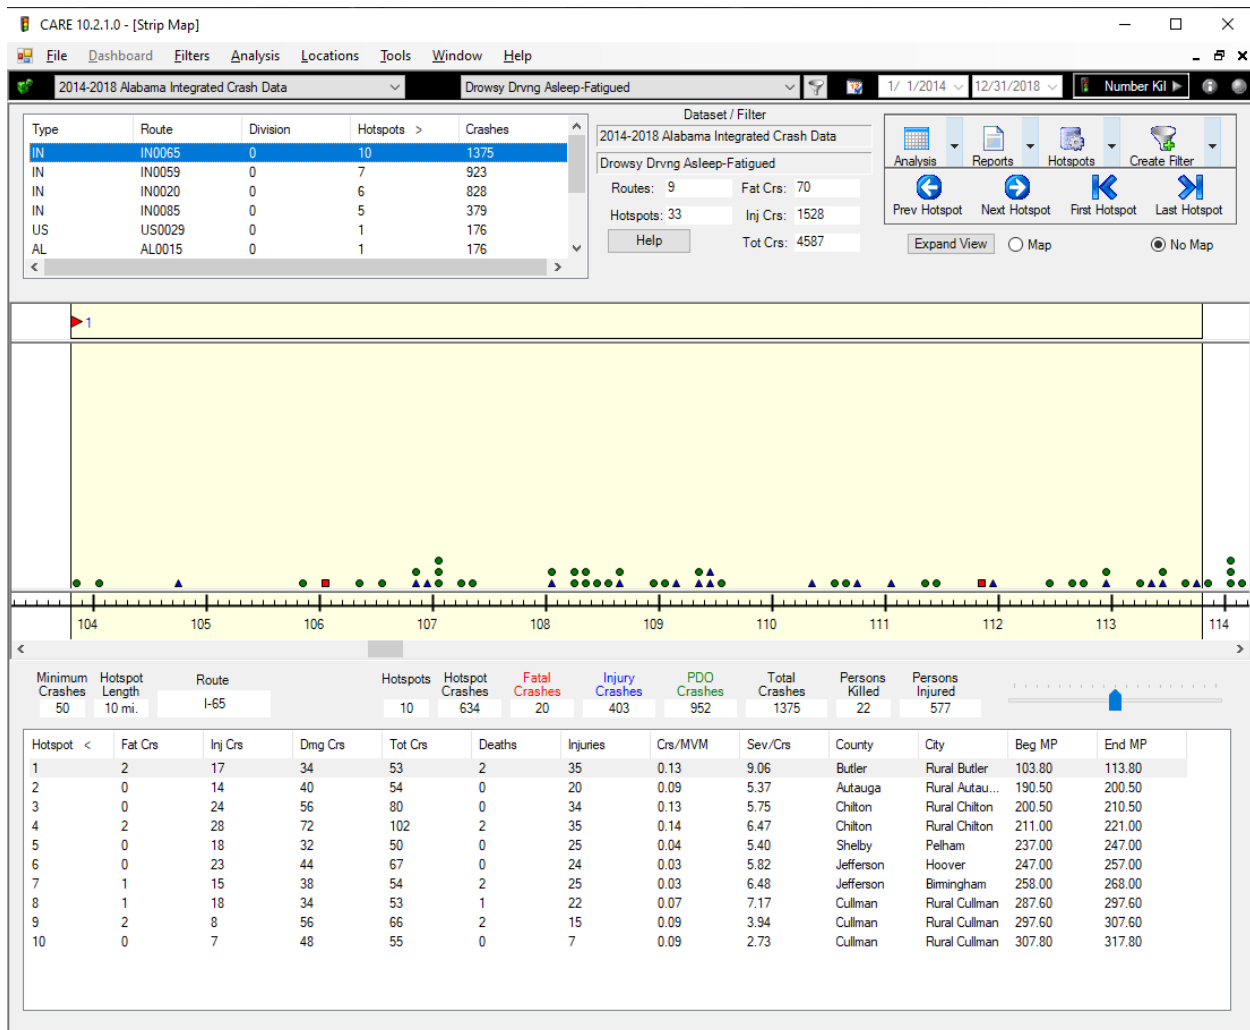 CARE 10.2.1.0 - [Strip Map]
File Dashboard Filters Analysis Locations Tools Window Help
2014-2018 Alabama Integrated Crash Data Drowsy Drvng Asleep-Fatigued 1/ 1/2014 12/31/2018 Number Kil
Type Route Division Hotspots > Crashes
IN IN0065 0 10 1375
IN IN0059 0 7 923
IN IN0020 0 6 828
IN IN0085 0 5 379
US US0029 0 1 176
AL AL0015 0 1 176
Dataset / Filter
2014-2018 Alabama Integrated Crash Data
Drowsy Drvng Asleep-Fatigued
Routes: 9 Fat Crs: 70
Hotspots: 33 Inj Crs: 1528
Help Tot Crs: 4587
Analysis Reports Hotspots Create Filter
Prev Hotspot Next Hotspot First Hotspot Last Hotspot
Expand View Map No Map
1
104 105 106 107 108 109 110 111 112 113 114
Minimum Crashes Hotspot Length Route Hotspots Hotspot Crashes Fatal Crashes Injury Crashes PDO Crashes Total Crashes Persons Killed Persons Injured
50 10 mi. I-65 10 634 20 403 952 1375 22 577
Hotspot < Fat Crs Inj Crs Dmg Crs Tot Crs Deaths Injuries Crs/MVM Sev/Crs County City Beg MP End MP
1 2 17 34 53 2 35 0.13 9.06 Butler Rural Butler 103.80 113.80
2 0 14 40 54 0 20 0.09 5.37 Autauga Rural Autau... 190.50 200.50
3 0 24 56 80 0 34 0.13 5.75 Chilton Rural Chilton 200.50 210.50
4 2 28 72 102 2 35 0.14 6.47 Chilton Rural Chilton 211.00 221.00
5 0 18 32 50 0 25 0.04 5.40 Shelby Pelham 237.00 247.00
6 0 23 44 67 0 24 0.03 5.82 Jefferson Hoover 247.00 257.00
7 1 15 38 54 2 25 0.03 6.48 Jefferson Birmingham 258.00 268.00
8 1 18 34 53 1 22 0.07 7.17 Cullman Rural Cullman 287.60 297.60
9 2 8 56 66 2 15 0.09 3.94 Cullman Rural Cullman 297.60 307.60
10 0 7 48 55 0 7 0.09 2.73 Cullman Rural Cullman 307.80 317.80